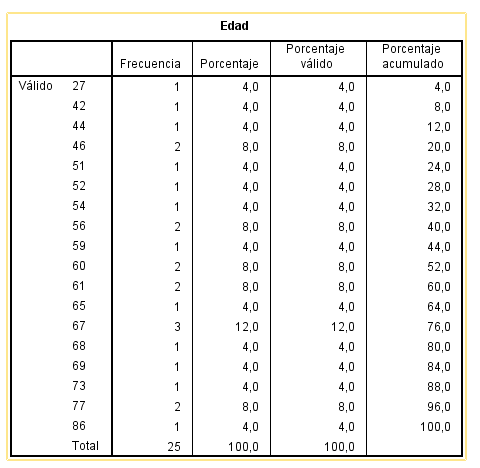 Edad
Frecuencia Porcentaje Porcentaje válido Porcentaje acumulado
Válido 27 1 4,0 4,0 4,0
42 1 4,0 4,0 8,0
44 1 4,0 4,0 12,0
46 2 8,0 8,0 20,0
51 1 4,0 4,0 24,0
52 1 4,0 4,0 28,0
54 1 4,0 4,0 32,0
56 2 8,0 8,0 40,0
59 1 4,0 4,0 44,0
60 2 8,0 8,0 52,0
61 2 8,0 8,0 60,0
65 1 4,0 4,0 64,0
67 3 12,0 12,0 76,0
68 1 4,0 4,0 80,0
69 1 4,0 4,0 84,0
73 1 4,0 4,0 88,0
77 2 8,0 8,0 96,0
86 1 4,0 4,0 100,0
Total 25 100,0 100,0